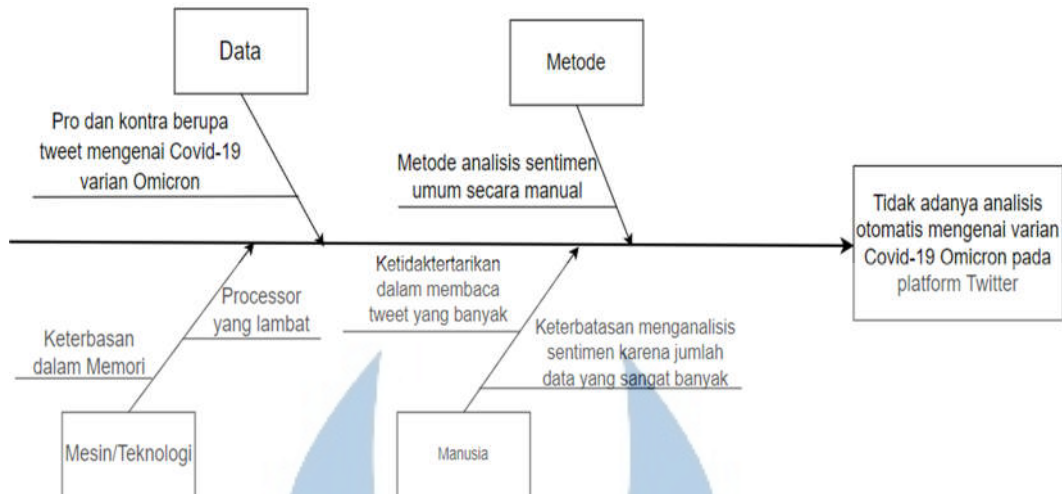 Data
Metode
Pro dan kontra berupa
tweet mengenai Covid-19
varian Omicron
Metode analisis sentimen
umum secara manual
Tidak adanya analisis
otomatis mengenai varian
Covid-19 Omicron pada
platform Twitter
Processor
yang lambat
Keterbasan
dalam Memori
Ketidaktertarikan
dalam membaca
tweet yang banyak
Keterbatasan menganalisis
sentimen karena jumlah
data yang sangat banyak
Mesin/Teknologi
Manusia